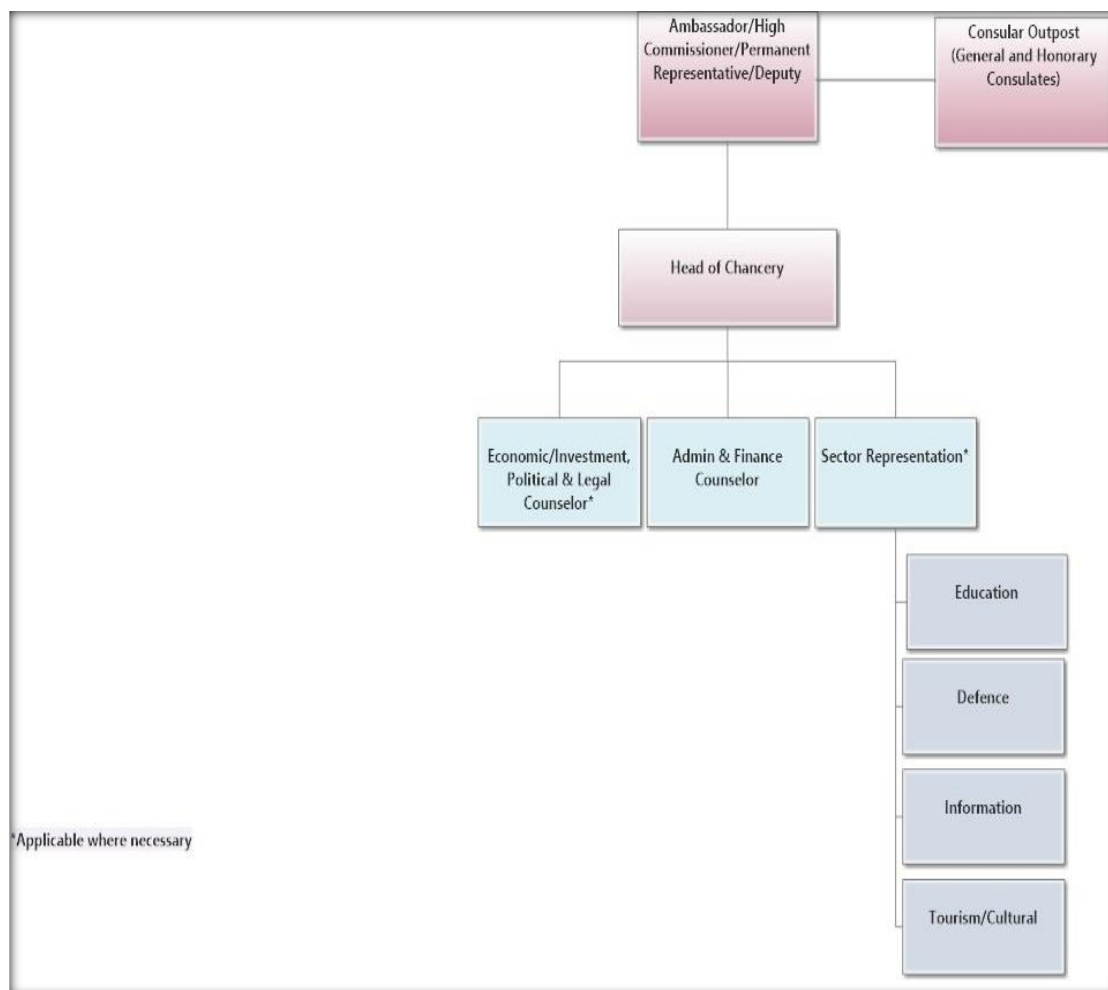 Ambassador/High
Commissioner/Permanent
Representative/Deputy
Consular Outpost
(General and Honorary
Consulates)
Head of Chancery
Economic/Investment,
Political & Legal
Counselor*
Admin & Finance
Counselor
Sector Representation*
Education
Defence
Information
*Applicable where necessary
Tourism/Cultural